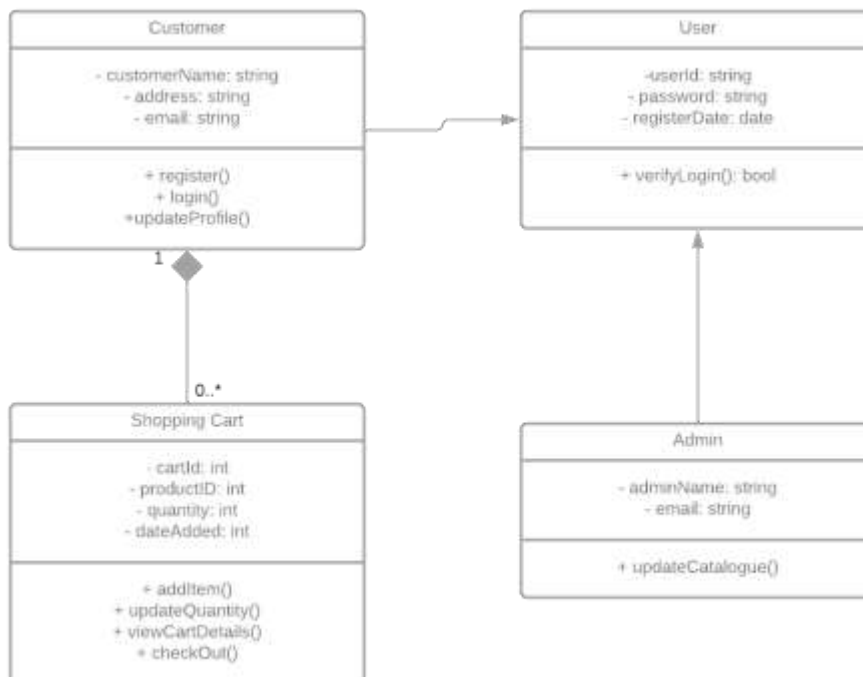 Customer
- customerName: string
- address: string
- email: string
+ register()
+ login()
+updateProfile()
User
-userId: string
- password: string
- registerDate: date
+ verifyLogin(): bool
1
0..*
Shopping Cart
- cartId: int
- productID: int
- quantity: int
- dateAdded: int
+ addItem()
+ updateQuantity()
+ viewCartDetails()
+ checkOut()
Admin
- adminName: string
- email: string
+ updateCatalogue()